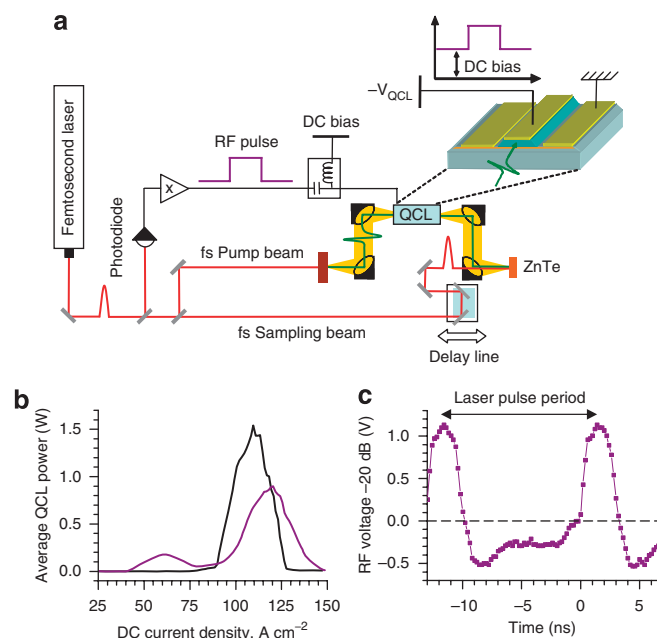 a
DC bias
−V_QCL
Femtosecond laser
Photodiode
x
RF pulse
DC bias
QCL
ZnTe
fs Pump beam
fs Sampling beam
Delay line
b
Average QCL power (W)
1.5
1.0
0.5
0.0
25 50 75 100 125 150
DC current density, A cm⁻²
c
Laser pulse period
RF voltage −20 dB (V)
1.0
0.5
0.0
−0.5
−10 −5 0 5
Time (ns)